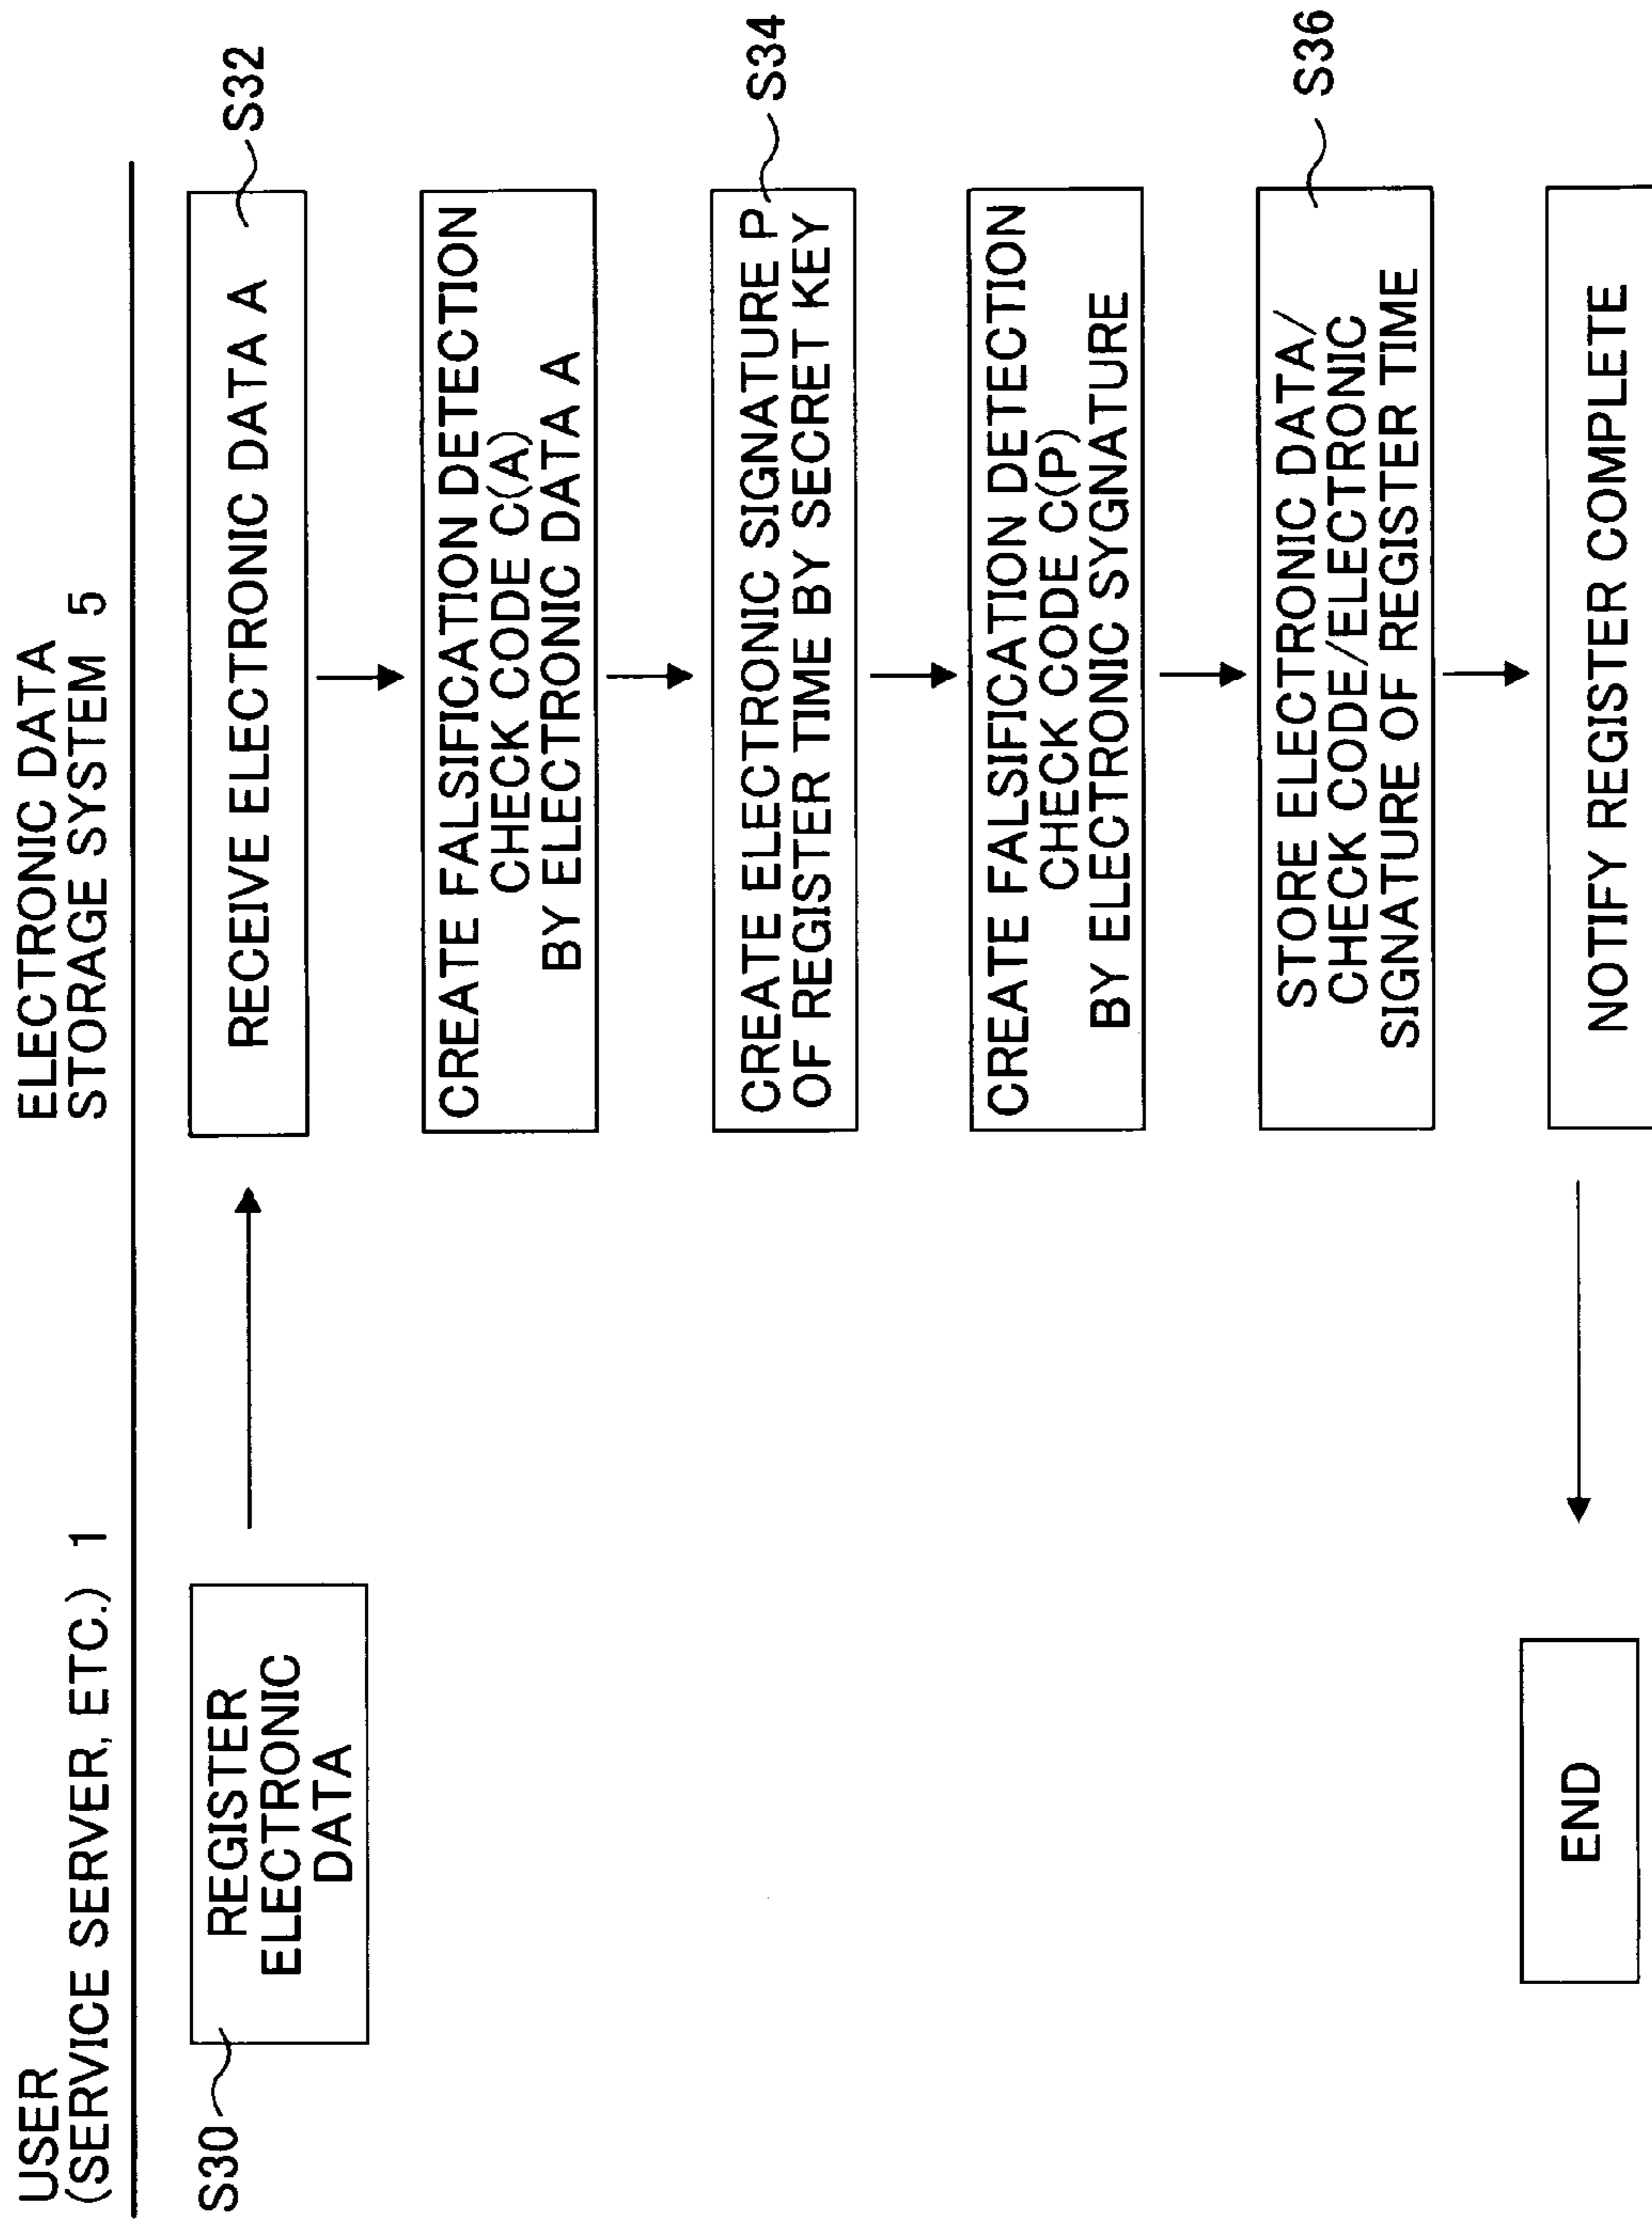 USER
(SERVICE SERVER, ETC.) 1
ELECTRONIC DATA
STORAGE SYSTEM 5
S30
REGISTER
ELECTRONIC
DATA
RECEIVE ELECTRONIC DATA A
S32
CREATE FALSIFICATION DETECTION
CHECK CODE C(A)
BY ELECTRONIC DATA A
CREATE ELECTRONIC SIGNATURE P
OF REGISTER TIME BY SECRET KEY
S34
CREATE FALSIFICATION DETECTION
CHECK CODE C(P)
BY ELECTRONIC SYGNATURE
STORE ELECTRONIC DATA/
CHECK CODE/ELECTRONIC
SIGNATURE OF REGISTER TIME
S36
NOTIFY REGISTER COMPLETE
END